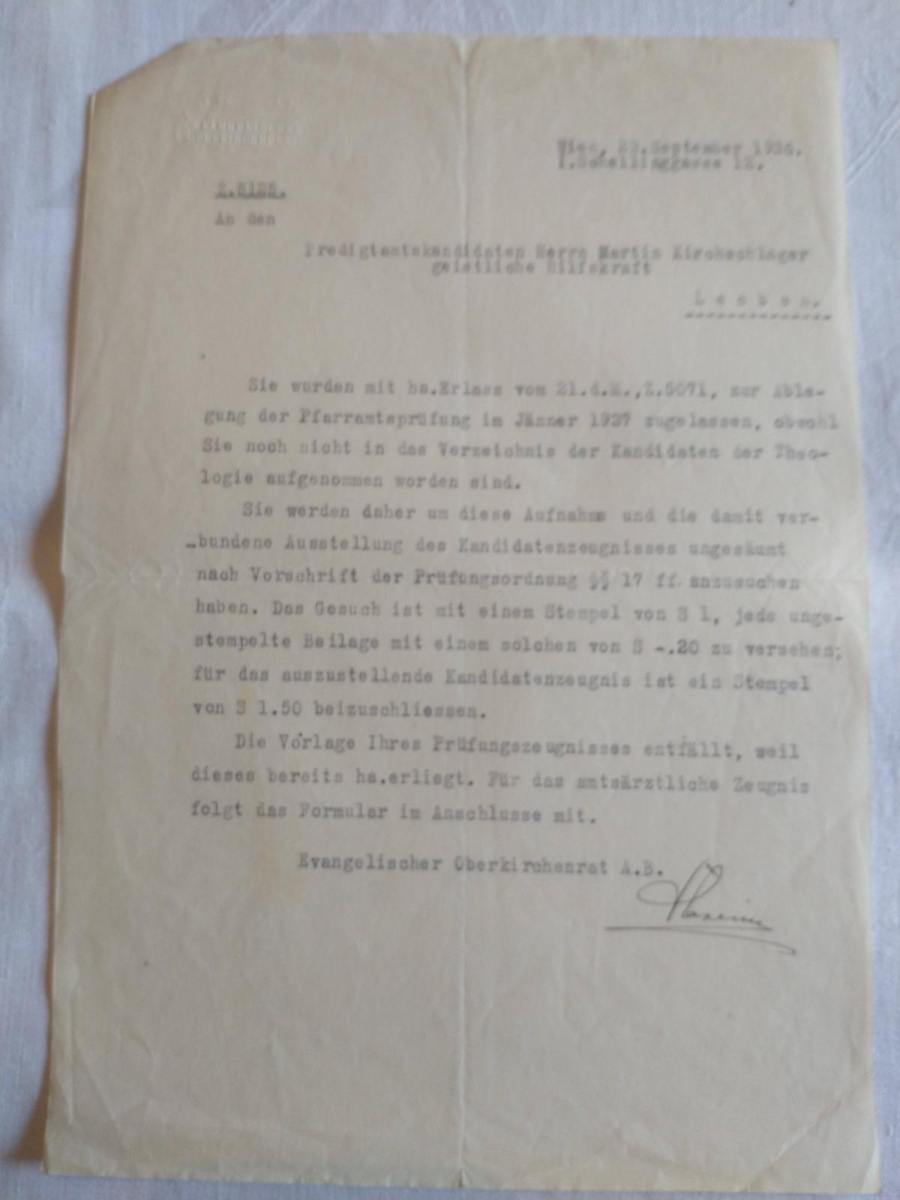 Wien, 23.September 1936.
I.Schellinggasse 12.
Z.5125.
An den
Predigtamtskandidaten Herrn Martin Kirchschlager
geistliche Hilfskraft
L e o b e n.
Sie wurden mit ha.Erlass vom 21.d.M.,Z.5071, zur Able-
gung der Pfarramtsprüfung im Jänner 1937 zugelassen, obwohl
Sie noch nicht in das Verzeichnis der Kandidaten der Theo-
logie aufgenommen worden sind.
Sie werden daher um diese Aufnahme und die damit ver-
bundene Ausstellung des Kandidatenzeugnisses ungesäumt
nach Vorschrift der Prüfungsordnung §§ 17 ff. anzusuchen
haben. Das Gesuch ist mit einem Stempel von S 1, jede unge-
stempelte Beilage mit einem solchen von S -.20 zu versehen;
für das auszustellende Kandidatenzeugnis ist ein Stempel
von S 1.50 beizuschliessen.
Die Vorlage Ihres Prüfungszeugnisses entfällt, weil
dieses bereits ha.erliegt. Für das amtsärztliche Zeugnis
folgt das Formular im Anschlusse mit.
Evangelischer Oberkirchenrat A.B.